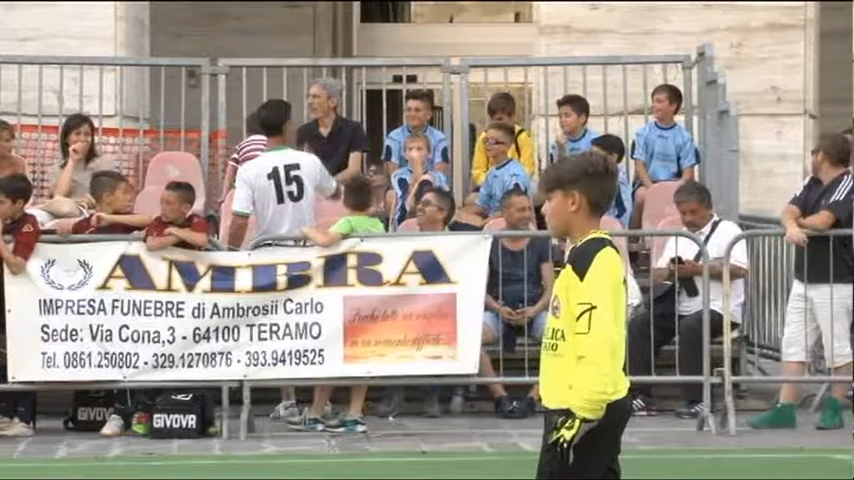 15
AMBRA
IMPRESA FUNEBRE di Ambrosii Carlo
Sede: Via Cona,3 - 64100 TERAMO
Tel. 0861.250802 - 329.1270876 - 393.9419525
GIVOVA
GIVOVA